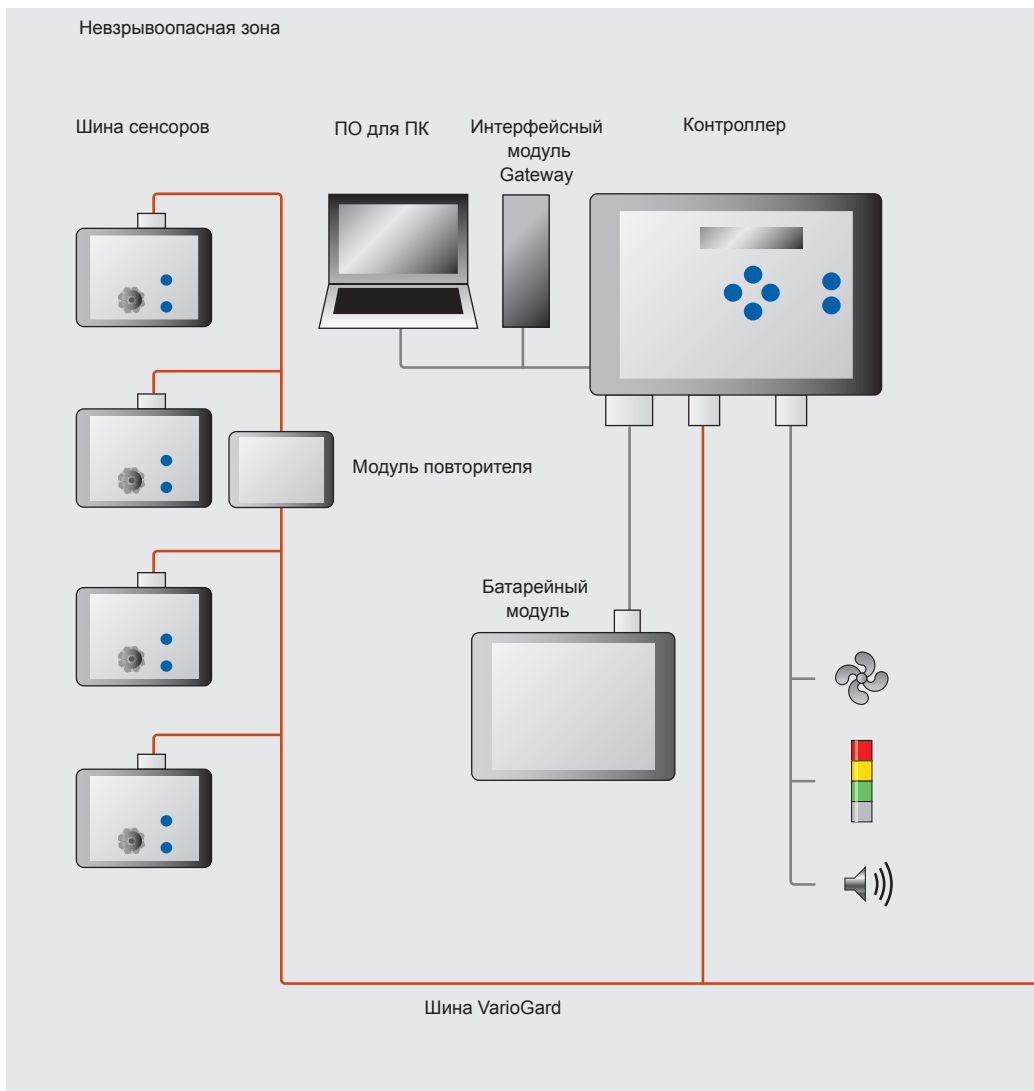 Невзрывоопасная зона
Шина сенсоров
ПО для ПК
Интерфейсный
модуль
Gateway
Контроллер
Модуль повторителя
Батарейный
модуль
Шина VarioGard